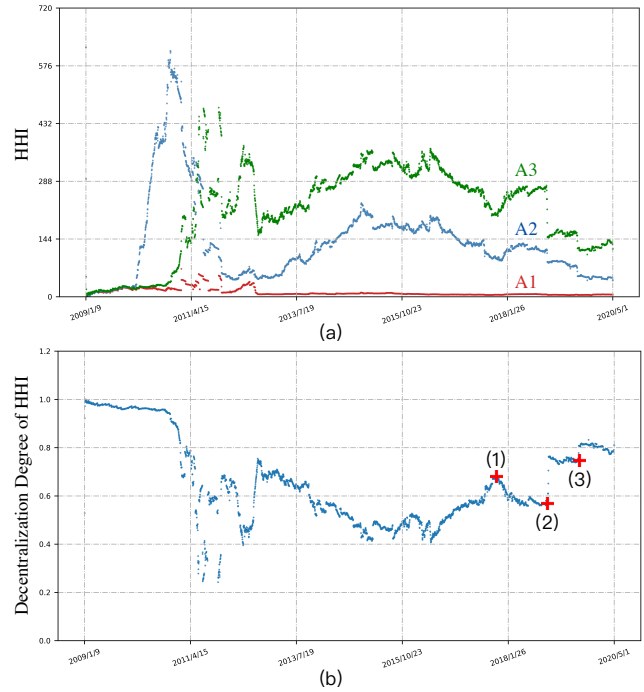 720
576
432
288
144
0
HHI
A3
A2
A1
2009/1/9 2011/4/15 2013/7/19 2015/10/23 2018/1/26 2020/5/1
(a)
1.2
1.0
0.8
0.6
0.4
0.2
0.0
Decentralization Degree of HHI
(1)
(2)
(3)
2009/1/9 2011/4/15 2013/7/19 2015/10/23 2018/1/26 2020/5/1
(b)